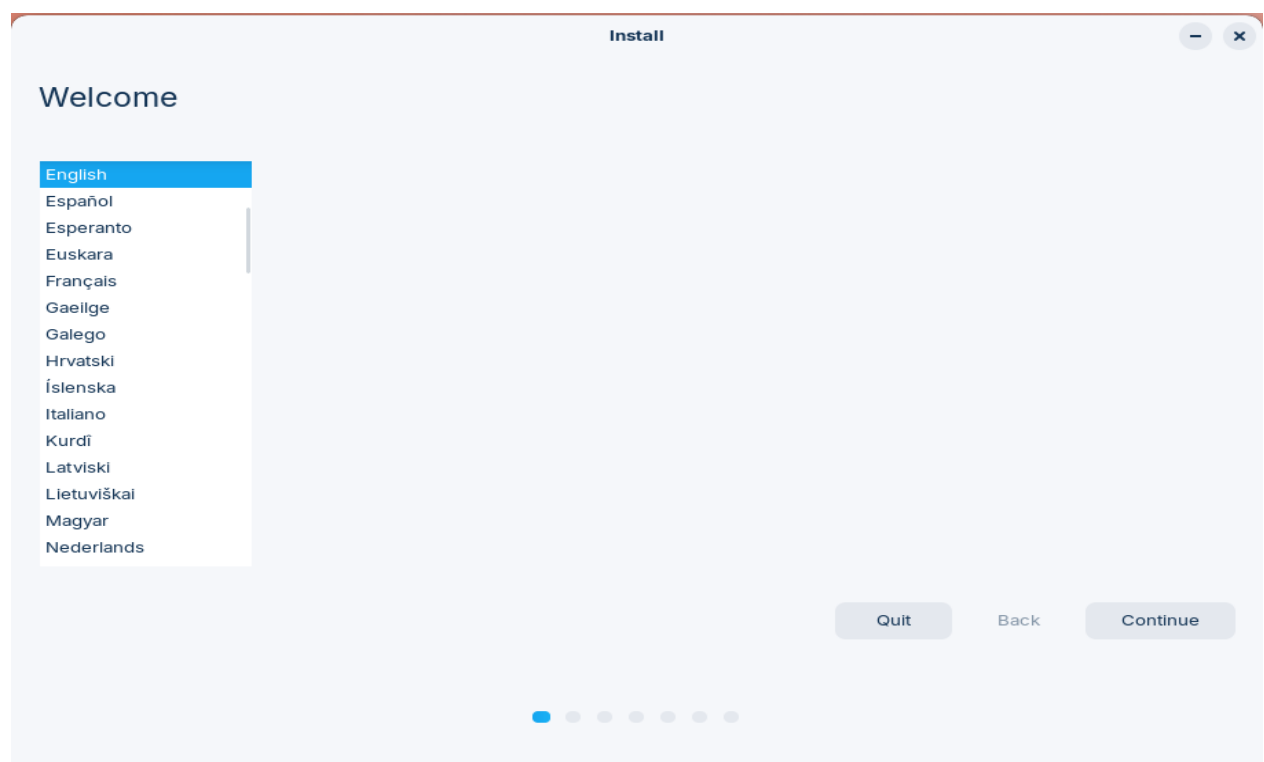 Install
Welcome
English
Español
Esperanto
Euskara
Français
Gaeilge
Galego
Hrvatski
Íslenska
Italiano
Kurdî
Latviski
Lietuviškai
Magyar
Nederlands
Quit
Back
Continue